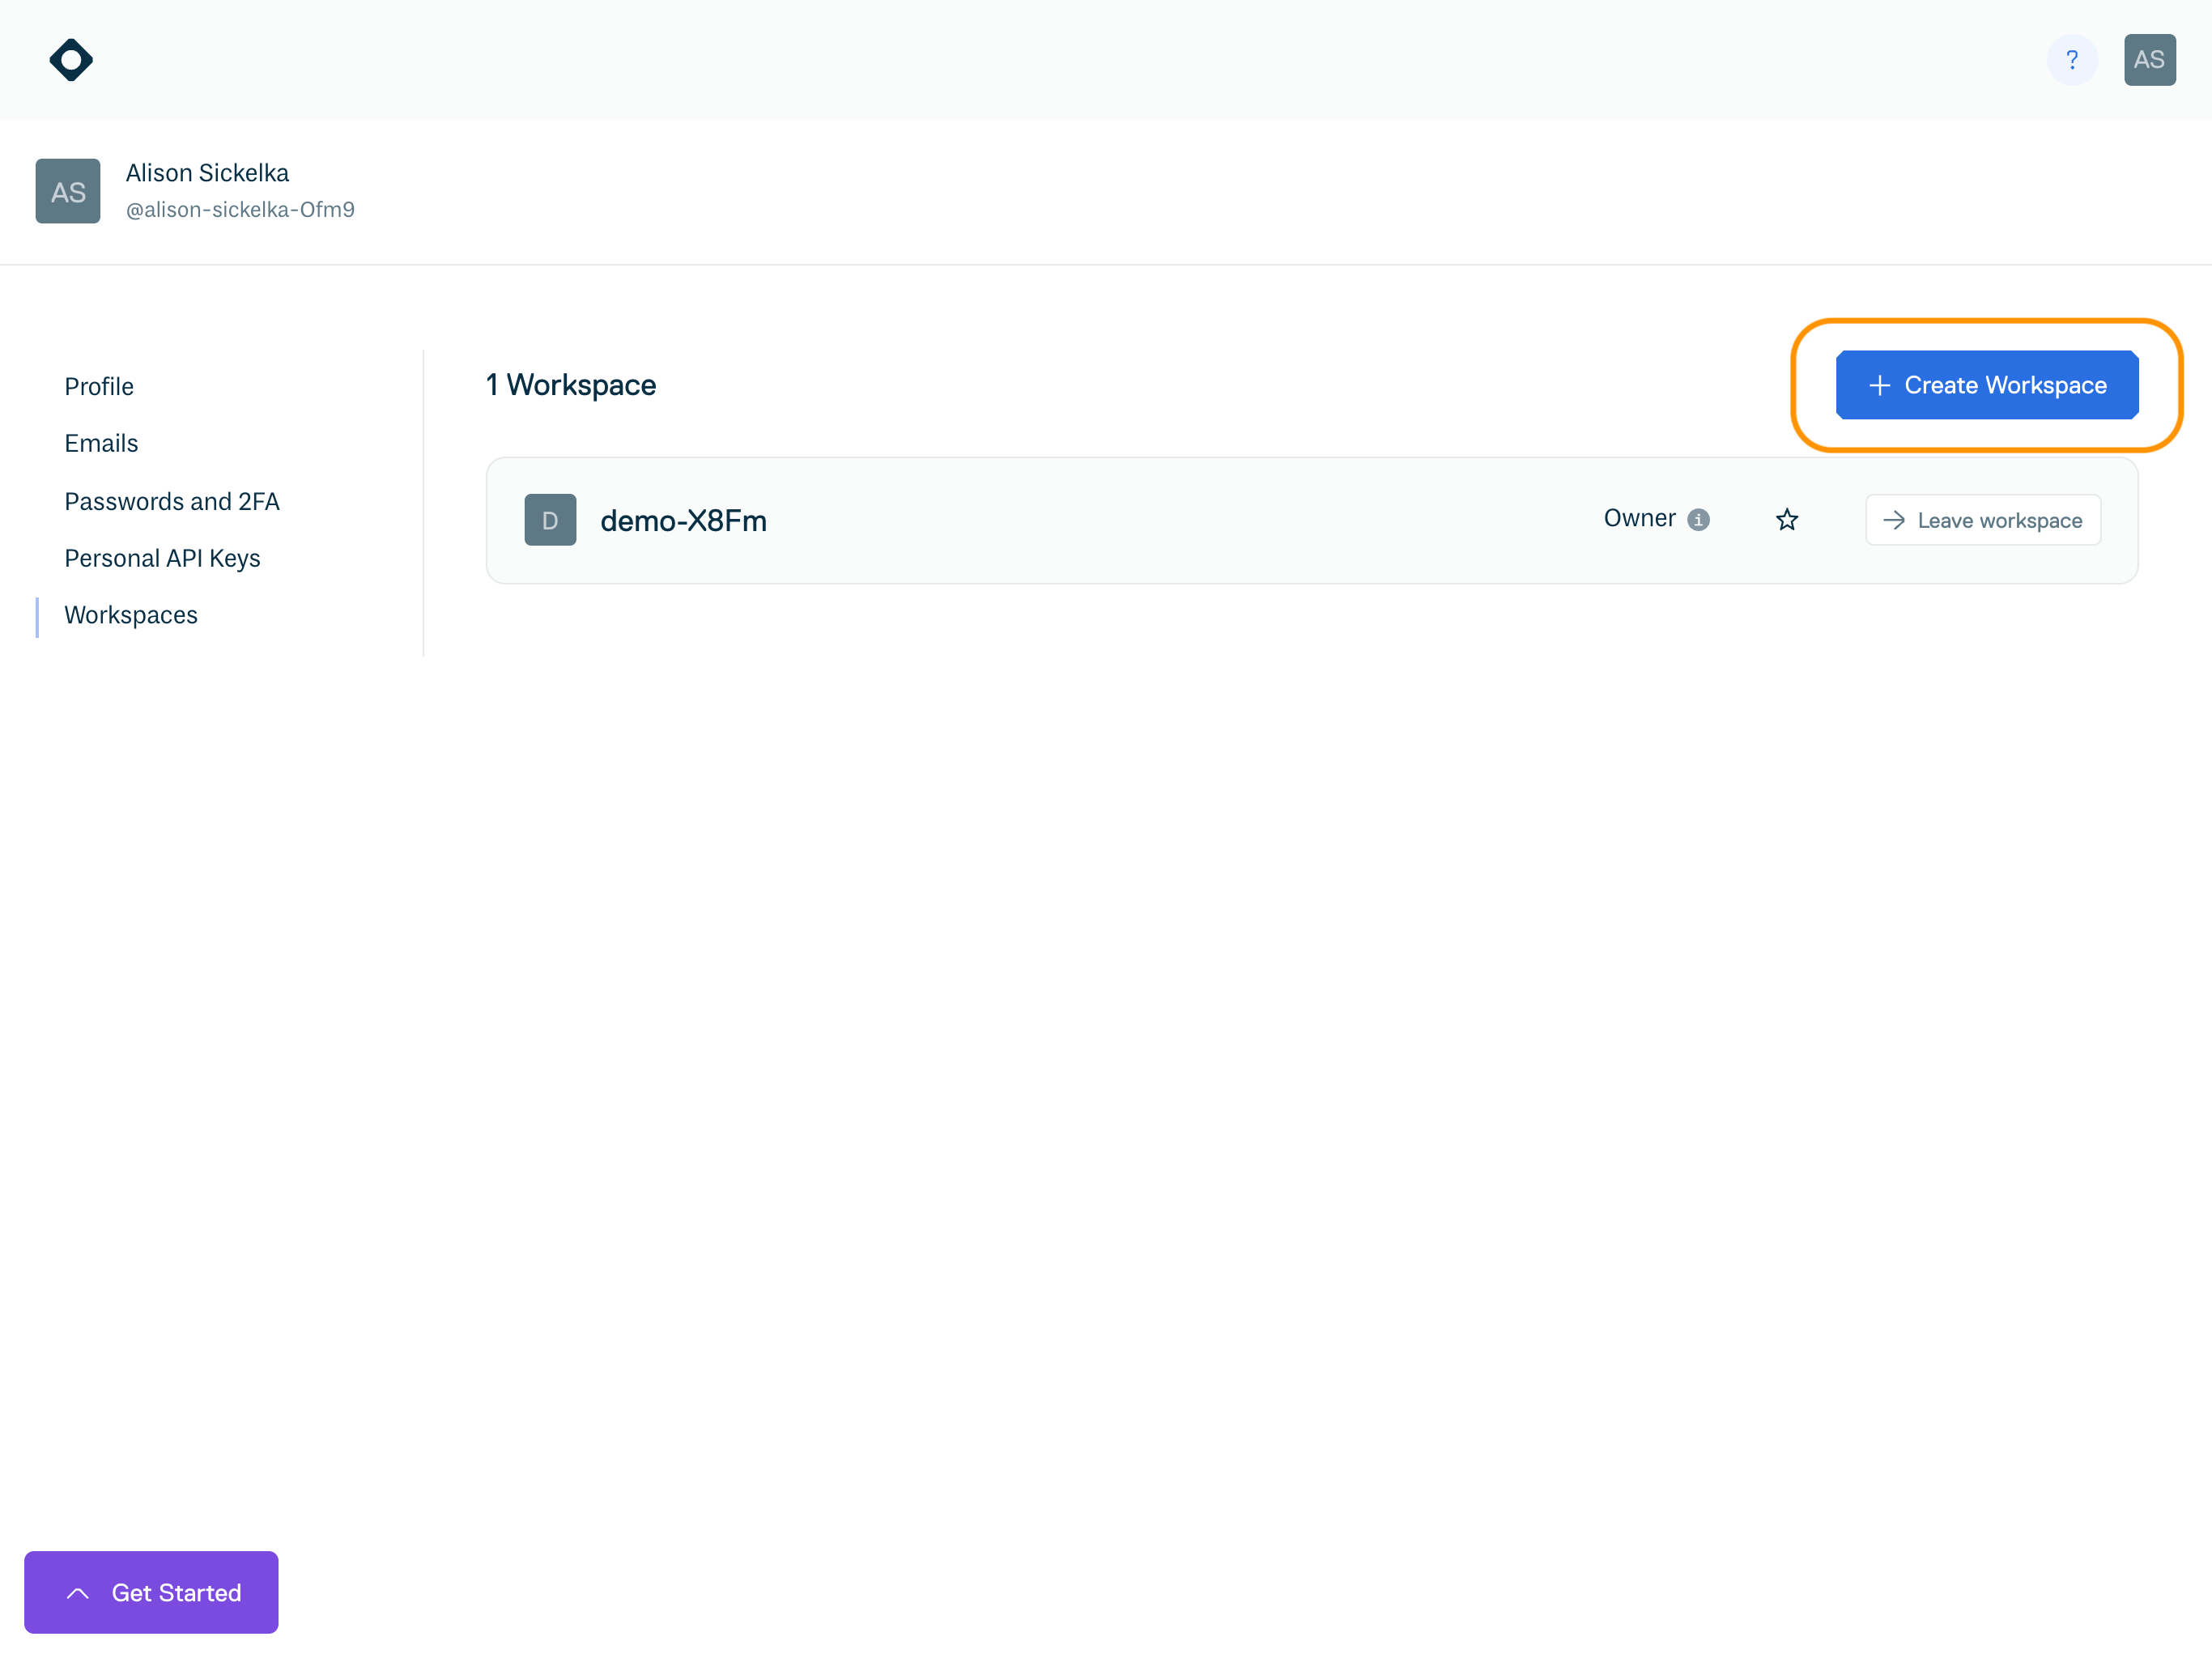 ?
AS
AS
Alison Sickelka
@alison-sickelka-Ofm9
Profile
Emails
Passwords and 2FA
Personal API Keys
Workspaces
1 Workspace
+ Create Workspace
D
demo-X8Fm
Owner i
Leave workspace
Get Started